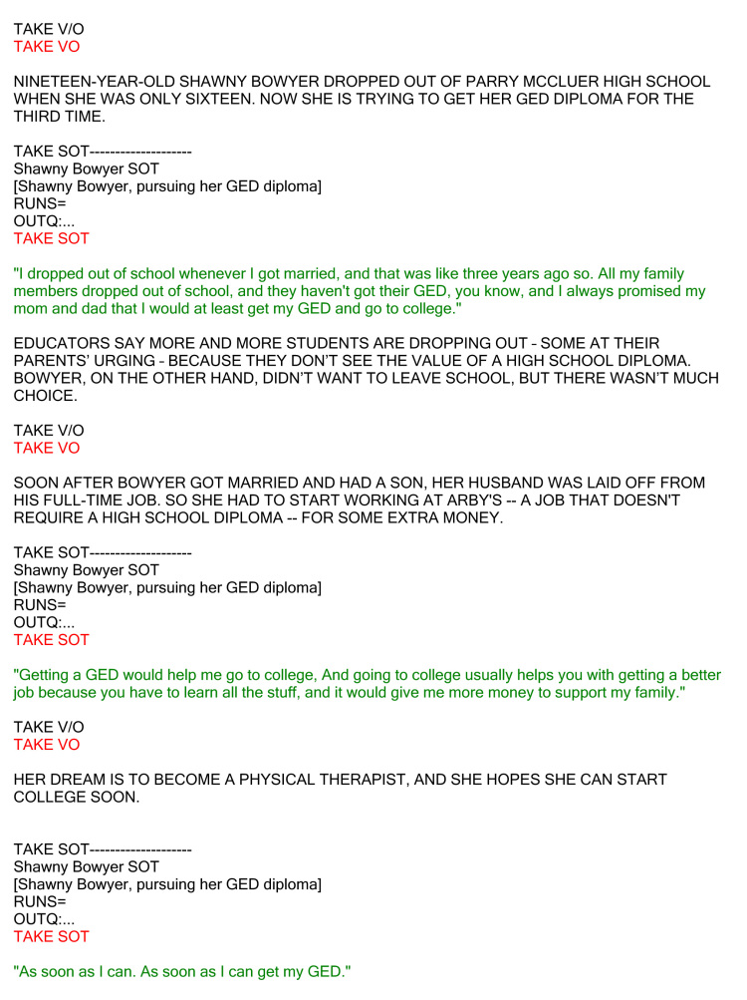 TAKE V/O
TAKE VO
NINETEEN-YEAR-OLD SHAWNY BOWYER DROPPED OUT OF PARRY MCCLUER HIGH SCHOOL
WHEN SHE WAS ONLY SIXTEEN. NOW SHE IS TRYING TO GET HER GED DIPLOMA FOR THE
THIRD TIME.
TAKE SOT--------------------
Shawny Bowyer SOT
[Shawny Bowyer, pursuing her GED diploma]
RUNS=
OUTQ:...
TAKE SOT
"I dropped out of school whenever I got married, and that was like three years ago so. All my family
members dropped out of school, and they haven't got their GED, you know, and I always promised my
mom and dad that I would at least get my GED and go to college."
EDUCATORS SAY MORE AND MORE STUDENTS ARE DROPPING OUT – SOME AT THEIR
PARENTS’ URGING – BECAUSE THEY DON’T SEE THE VALUE OF A HIGH SCHOOL DIPLOMA.
BOWYER, ON THE OTHER HAND, DIDN’T WANT TO LEAVE SCHOOL, BUT THERE WASN’T MUCH
CHOICE.
TAKE V/O
TAKE VO
SOON AFTER BOWYER GOT MARRIED AND HAD A SON, HER HUSBAND WAS LAID OFF FROM
HIS FULL-TIME JOB. SO SHE HAD TO START WORKING AT ARBY'S -- A JOB THAT DOESN'T
REQUIRE A HIGH SCHOOL DIPLOMA -- FOR SOME EXTRA MONEY.
TAKE SOT--------------------
Shawny Bowyer SOT
[Shawny Bowyer, pursuing her GED diploma]
RUNS=
OUTQ:...
TAKE SOT
"Getting a GED would help me go to college, And going to college usually helps you with getting a better
job because you have to learn all the stuff, and it would give me more money to support my family."
TAKE V/O
TAKE VO
HER DREAM IS TO BECOME A PHYSICAL THERAPIST, AND SHE HOPES SHE CAN START
COLLEGE SOON.
TAKE SOT--------------------
Shawny Bowyer SOT
[Shawny Bowyer, pursuing her GED diploma]
RUNS=
OUTQ:...
TAKE SOT
"As soon as I can. As soon as I can get my GED."